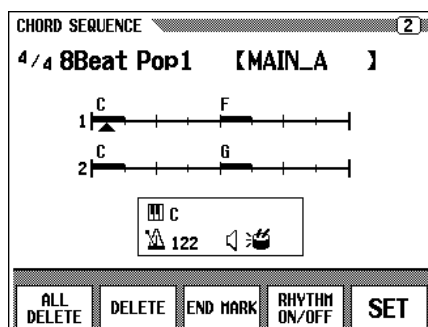 CHORD SEQUENCE 2
4/4 8Beat Pop1 【MAIN_A 】
C F
1
C G
2
C
122
ALL DELETE DELETE END MARK RHYTHM ON/OFF SET